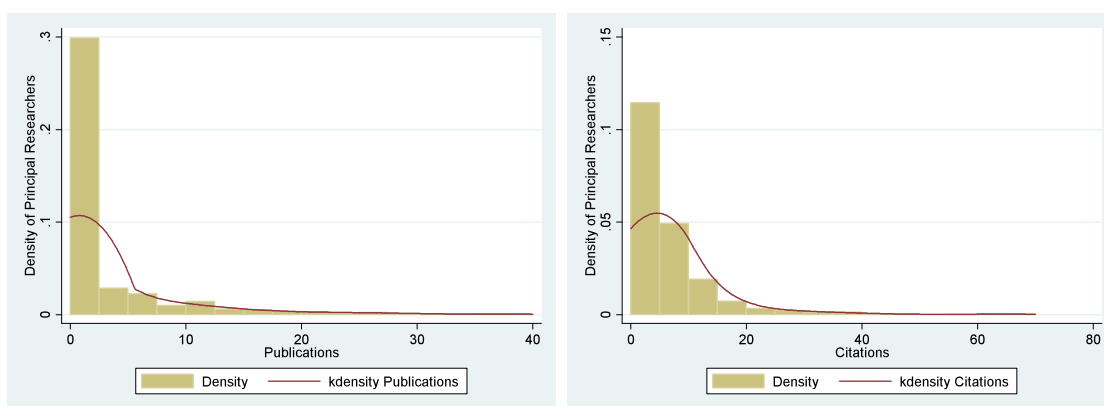 Density of Principal Researchers
.3
.2
.1
0
0 10 20 30 40
Publications
Density kdensity Publications
Density of Principal Researchers
.15
.1
.05
0
0 20 40 60 80
Citations
Density kdensity Citations